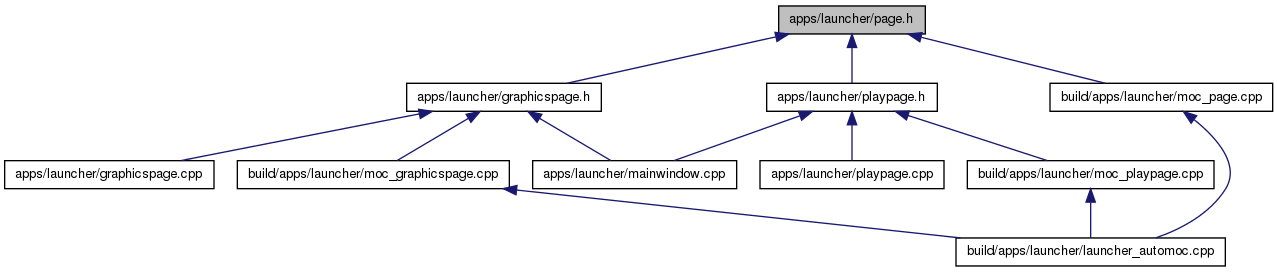 apps/launcher/page.h
apps/launcher/graphicspage.h
apps/launcher/playpage.h
build/apps/launcher/moc_page.cpp
apps/launcher/graphicspage.cpp
build/apps/launcher/moc_graphicspage.cpp
apps/launcher/mainwindow.cpp
apps/launcher/playpage.cpp
build/apps/launcher/moc_playpage.cpp
build/apps/launcher/launcher_automoc.cpp